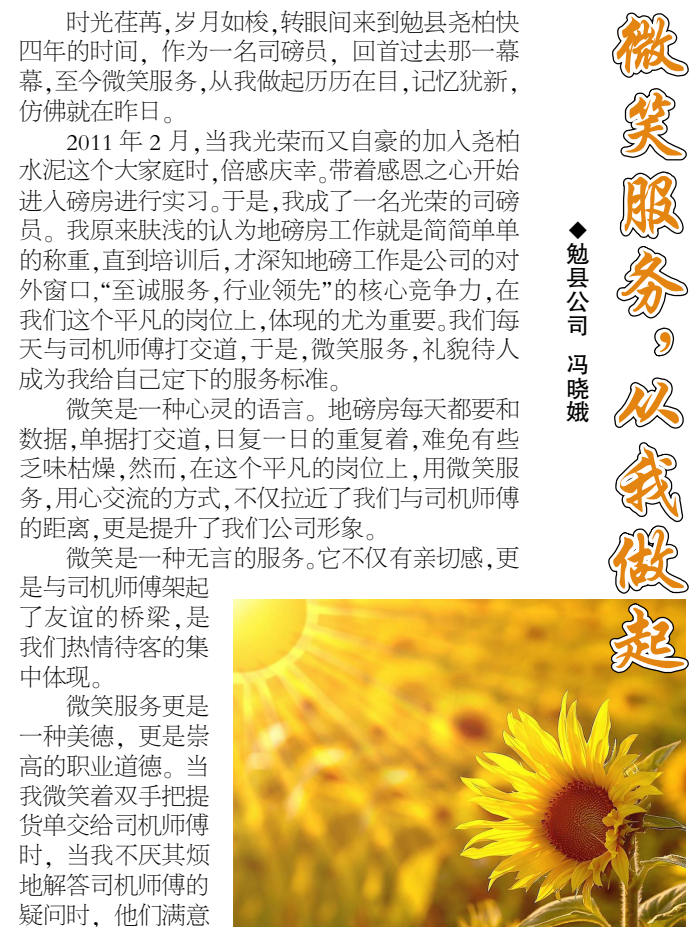 微笑服务，从我做起
◆勉县公司 冯晓娥
时光荏苒,岁月如梭,转眼间来到勉县尧柏快
四年的时间，作为一名司磅员，回首过去那一幕
幕,至今微笑服务,从我做起历历在目,记忆犹新,
仿佛就在昨日。
2011年2月,当我光荣而又自豪的加入尧柏
水泥这个大家庭时,倍感庆幸。带着感恩之心开始
进入磅房进行实习。于是,我成了一名光荣的司磅
员。我原来肤浅的认为地磅房工作就是简简单单
的称重,直到培训后,才深知地磅工作是公司的对
外窗口,“至诚服务,行业领先”的核心竞争力,在
我们这个平凡的岗位上,体现的尤为重要。我们每
天与司机师傅打交道,于是,微笑服务,礼貌待人
成为我给自己定下的服务标准。
微笑是一种心灵的语言。地磅房每天都要和
数据,单据打交道,日复一日的重复着,难免有些
乏味枯燥,然而,在这个平凡的岗位上,用微笑服
务,用心交流的方式,不仅拉近了我们与司机师傅
的距离,更是提升了我们公司形象。
微笑是一种无言的服务。它不仅有亲切感,更
是与司机师傅架起
了友谊的桥梁,是
我们热情待客的集
中体现。
微笑服务更是
一种美德，更是崇
高的职业道德。当
我微笑着双手把提
货单交给司机师傅
时，当我不厌其烦
地解答司机师傅的
疑问时，他们满意